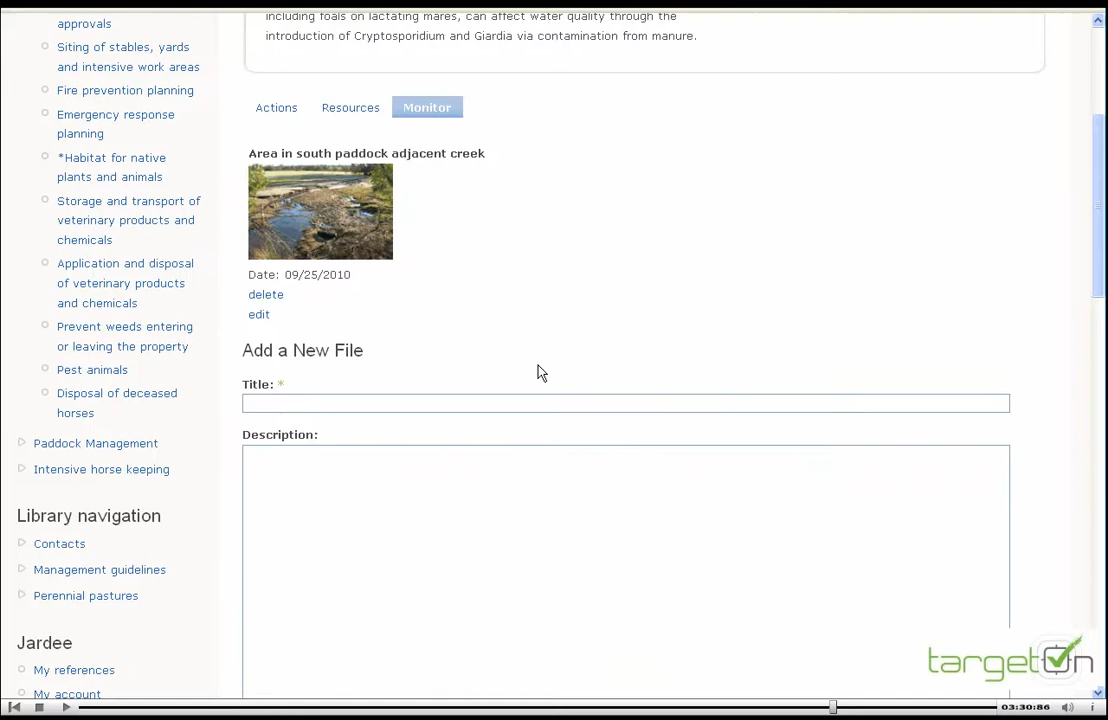 including foals on lactating mares, can affect water quality through the
introduction of Cryptosporidium and Giardia via contamination from manure.
approvals
Siting of stables, yards
and intensive work areas
Fire prevention planning
Emergency response
planning
*Habitat for native
plants and animals
Storage and transport of
veterinary products and
chemicals
Application and disposal
of veterinary products
and chemicals
Prevent weeds entering
or leaving the property
Pest animals
Disposal of deceased
horses
Paddock Management
Intensive horse keeping
Library navigation
Contacts
Management guidelines
Perennial pastures
Jardee
My references
My account
Actions Resources Monitor
Area in south paddock adjacent creek
Date: 09/25/2010
delete
edit
Add a New File
Title: *
Description:
targetOn
03:30:86